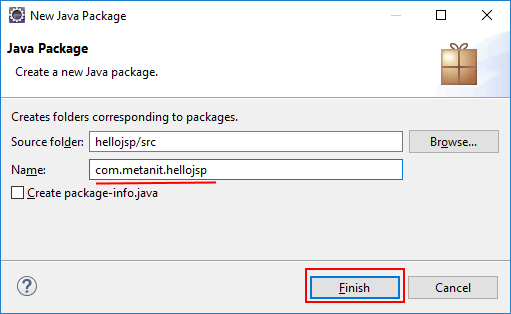 New Java Package
Java Package
Create a new Java package.
Creates folders corresponding to packages.
Source folder: hellojsp/src Browse...
Name: com.metanit.hellojsp
Create package-info.java
? Finish Cancel